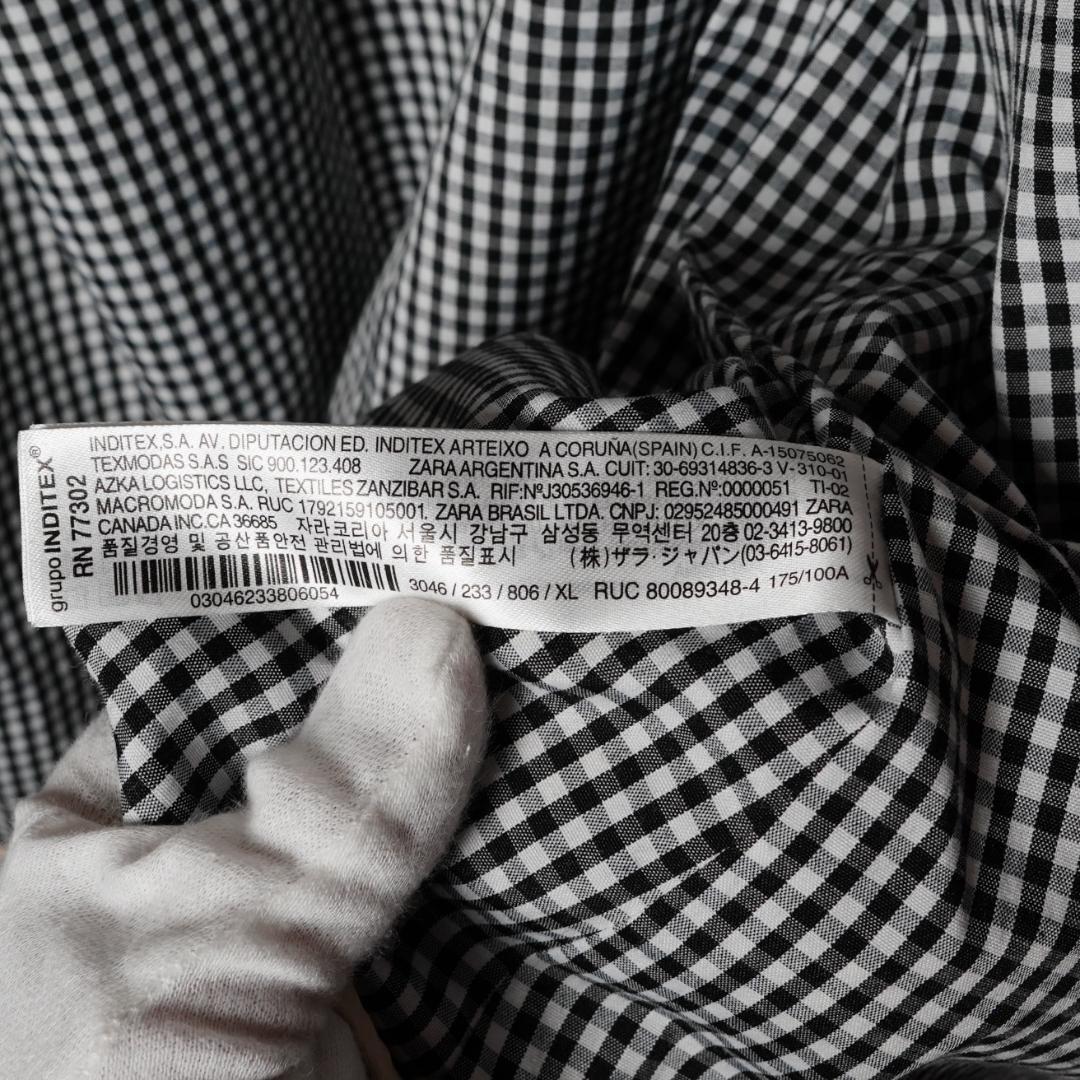 grupo INDITEX®
RN 77302
INDITEX,S.A. AV. DIPUTACION ED. INDITEX ARTEIXO A CORUÑA(SPAIN) C.I.F. A-15075062
TEXMODAS S.A.S SIC 900.123.408 ZARA ARGENTINA S.A. CUIT: 30-69314836-3 V-310-01
AZKA LOGISTICS LLC, TEXTILES ZANZIBAR S.A. RIF:NºJ30536946-1 REG.Nº:0000051 TI-02
MACROMODA S.A. RUC 1792159105001, ZARA BRASIL LTDA. CNPJ: 02952485000491 ZARA
CANADA INC.CA 36685 자라코리아 서울시 강남구 삼성동 무역센터 20층 02-3413-9800
품질경영 및 공산품안전 관리법에 의한 품질표시 (株)ザラ·ジャパン(03-6415-8061)
03046233806054 3046 / 233 / 806 / XL RUC 80089348-4 175/100A